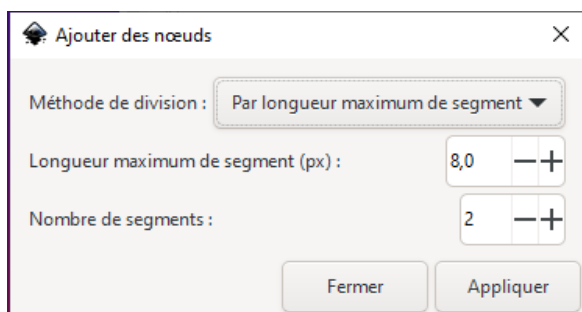 Ajouter des nœuds
Méthode de division : Par longueur maximum de segment
Longueur maximum de segment (px) : 8,0
Nombre de segments : 2
Fermer Appliquer